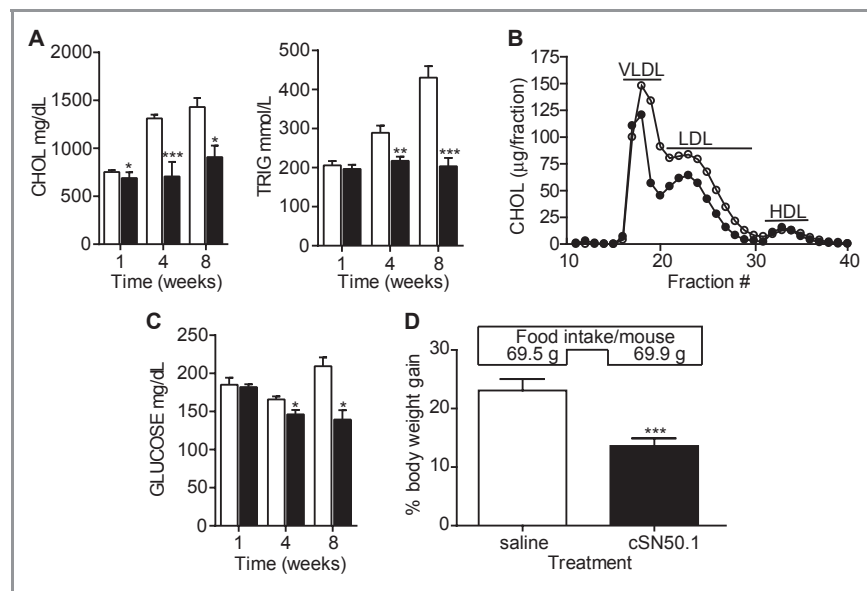 A
CHOL mg/dL
2000
1500
1000
500
0
*
***
*
1 4 8
Time (weeks)
TRIG mmol/L
500
400
300
200
100
0
**
***
1 4 8
Time (weeks)
B
CHOL (µg/fraction)
175
150
125
100
75
50
25
0
VLDL
LDL
HDL
10 20 30 40
Fraction #
C
GLUCOSE mg/dL
250
200
150
100
50
0
*
*
1 4 8
Time (weeks)
D
Food intake/mouse
69.5 g 69.9 g
% body weight gain
30
20
10
0
***
saline cSN50.1
Treatment